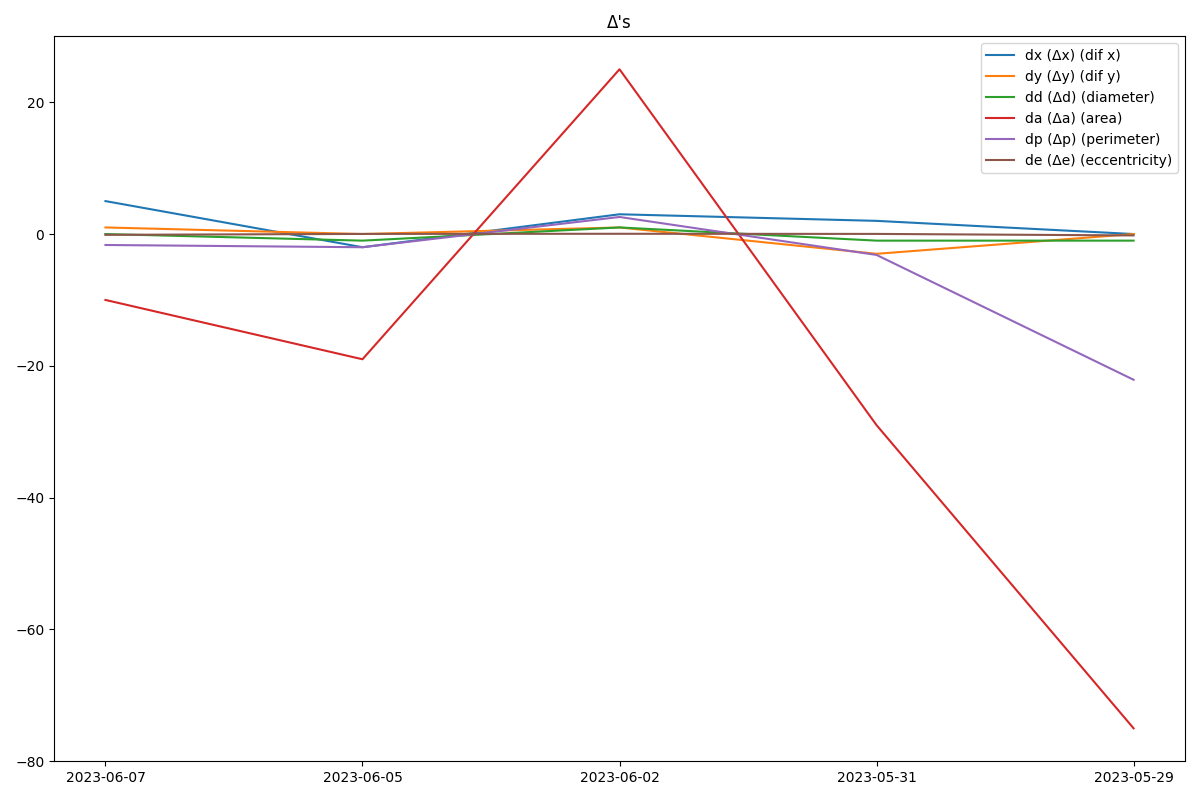 Δ's
dx (Δx) (dif x)
dy (Δy) (dif y)
dd (Δd) (diameter)
da (Δa) (area)
dp (Δp) (perimeter)
de (Δe) (eccentricity)
20
0
−20
−40
−60
−80
2023-06-07 2023-06-05 2023-06-02 2023-05-31 2023-05-29